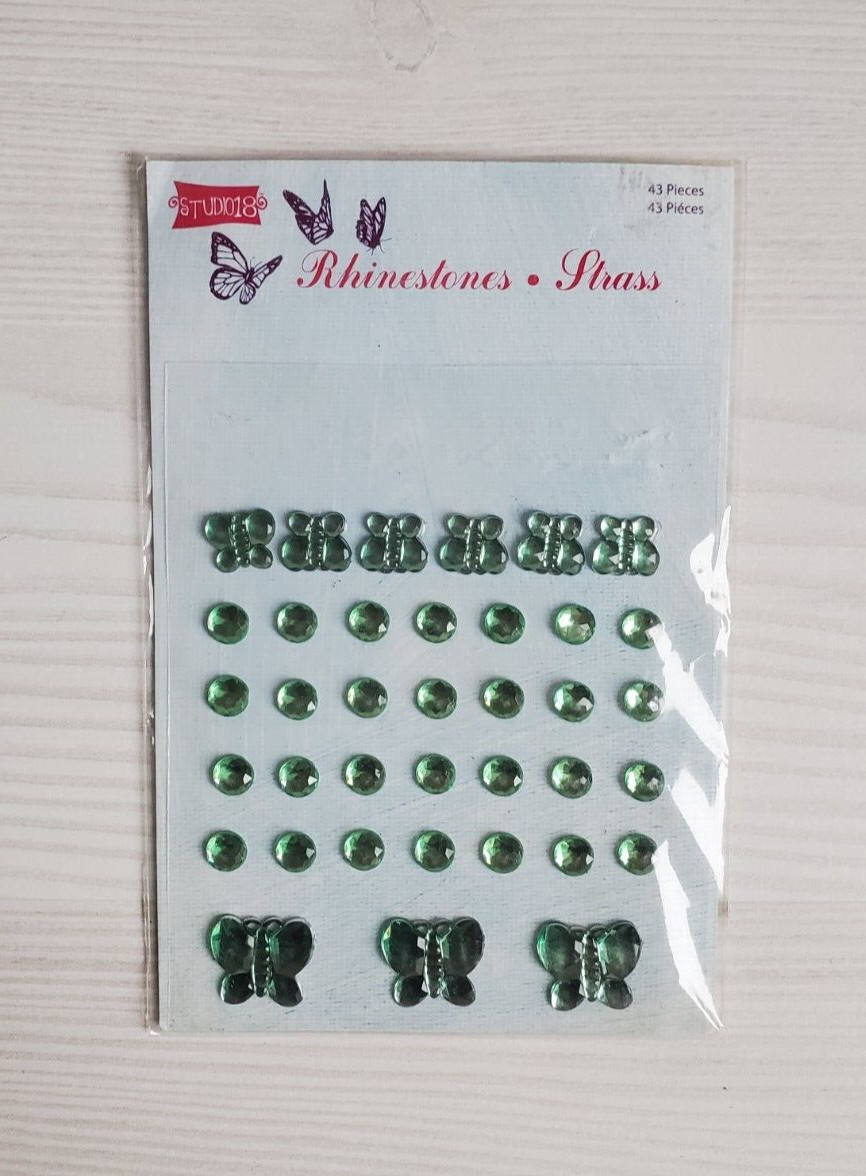 STUDIO18
43 Pieces
43 Piéces
Rhinestones • Strass